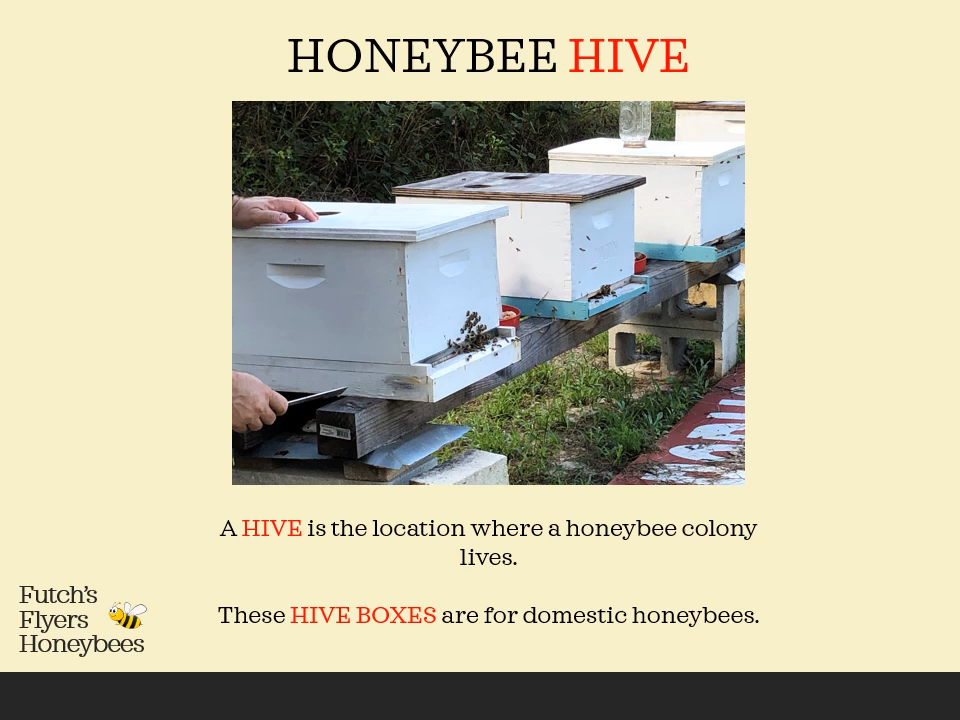 HONEYBEE HIVE
A HIVE is the location where a honeybee colony
lives.
These HIVE BOXES are for domestic honeybees.
Futch's
Flyers
Honeybees